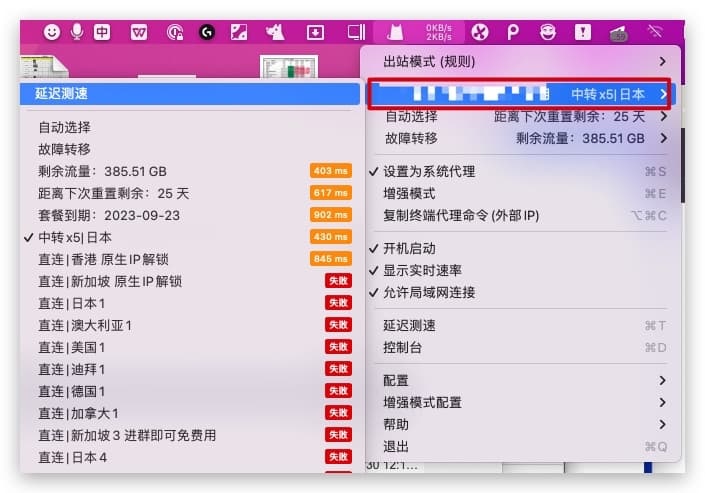 中
W
G
0KB/s
2KB/s
P
59
延迟测速
自动选择
故障转移
剩余流量：385.51 GB 403 ms
距离下次重置剩余：25 天 617 ms
套餐到期：2023-09-23 902 ms
✓ 中转x5|日本 430 ms
直连|香港 原生IP解锁 845 ms
直连|新加坡 原生IP解锁 失败
直连|日本1 失败
直连|澳大利亚1 失败
直连|美国1 失败
直连|迪拜1 失败
直连|德国1 失败
直连|加拿大1 失败
直连|新加坡3 进群即可免费用 失败
直连|日本4 失败
出站模式 (规则)
中转x5|日本
自动选择 距离下次重置剩余：25 天
故障转移 剩余流量：385.51 GB
✓ 设置为系统代理 ⌘S
增强模式 ⌘E
复制终端代理命令 (外部IP) ⌥⌘C
✓ 开机启动
✓ 显示实时速率
✓ 允许局域网连接
延迟测速 ⌘T
控制台 ⌘D
配置
增强模式配置
帮助
退出 ⌘Q
30 12:1...